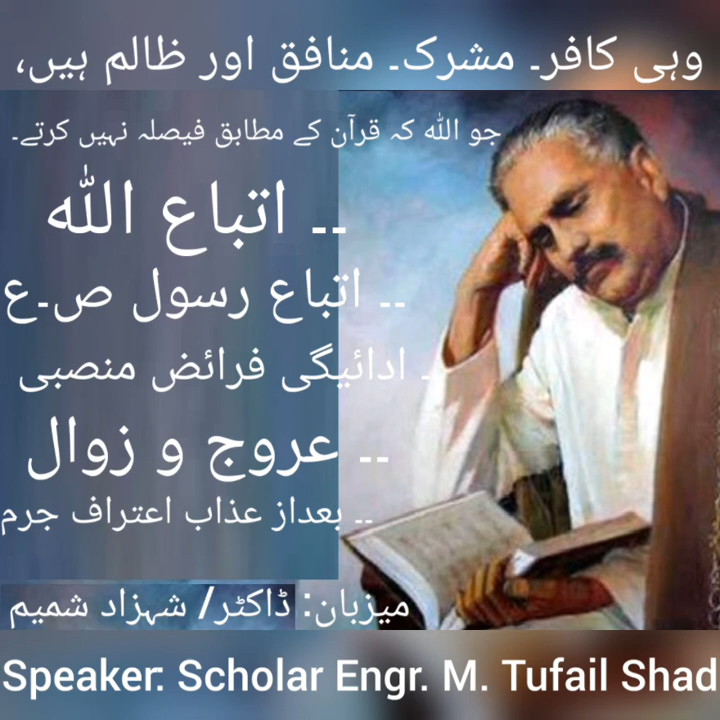 وہی کافر۔ مشرک۔ منافق اور ظالم ہیں،
جو اللہ کہ قرآن کے مطابق فیصلہ نہیں کرتے۔
۔۔ اتباع اللہ
۔۔ اتباع رسول ص۔ع
۔۔ ادائیگی فرائض منصبی
۔۔ عروج و زوال
۔۔ بعداز عذاب اعتراف جرم
میزبان: ڈاکٹر/ شہزاد شمیم
Speaker: Scholar Engr. M. Tufail Shad